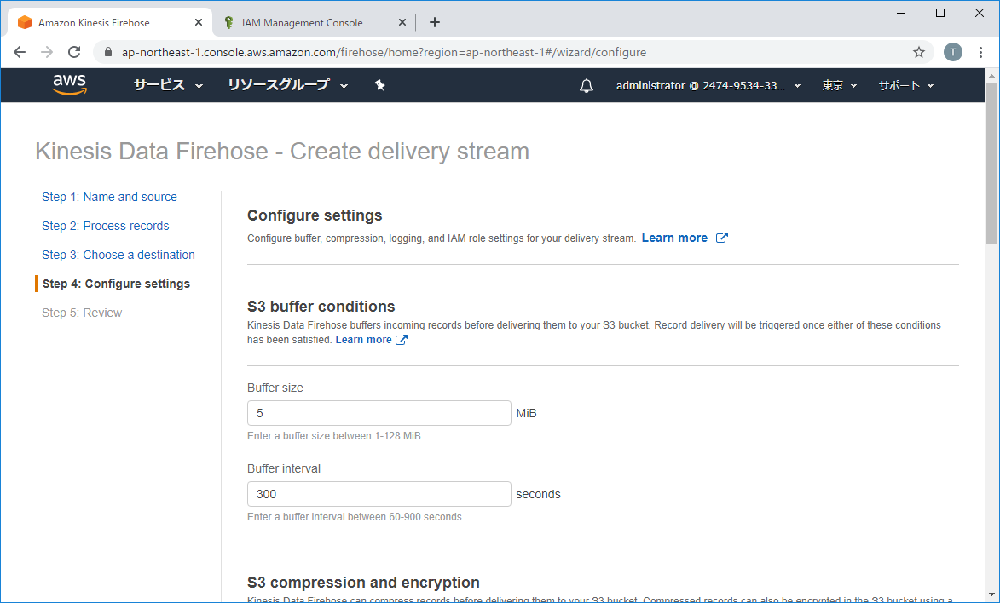 Amazon Kinesis Firehose
IAM Management Console
ap-northeast-1.console.aws.amazon.com/firehose/home?region=ap-northeast-1#/wizard/configure
T
aws
サービス
リソースグループ
administrator @ 2474-9534-33...
東京
サポート
Kinesis Data Firehose - Create delivery stream
Step 1: Name and source
Step 2: Process records
Step 3: Choose a destination
Step 4: Configure settings
Step 5: Review
Configure settings
Configure buffer, compression, logging, and IAM role settings for your delivery stream. Learn more
S3 buffer conditions
Kinesis Data Firehose buffers incoming records before delivering them to your S3 bucket. Record delivery will be triggered once either of these conditions
has been satisfied. Learn more
Buffer size
5 MiB
Enter a buffer size between 1-128 MiB
Buffer interval
300 seconds
Enter a buffer interval between 60-900 seconds
S3 compression and encryption
Kinesis Data Firehose can compress records before delivering them to your S3 bucket. Compressed records can also be encrypted in the S3 bucket using a